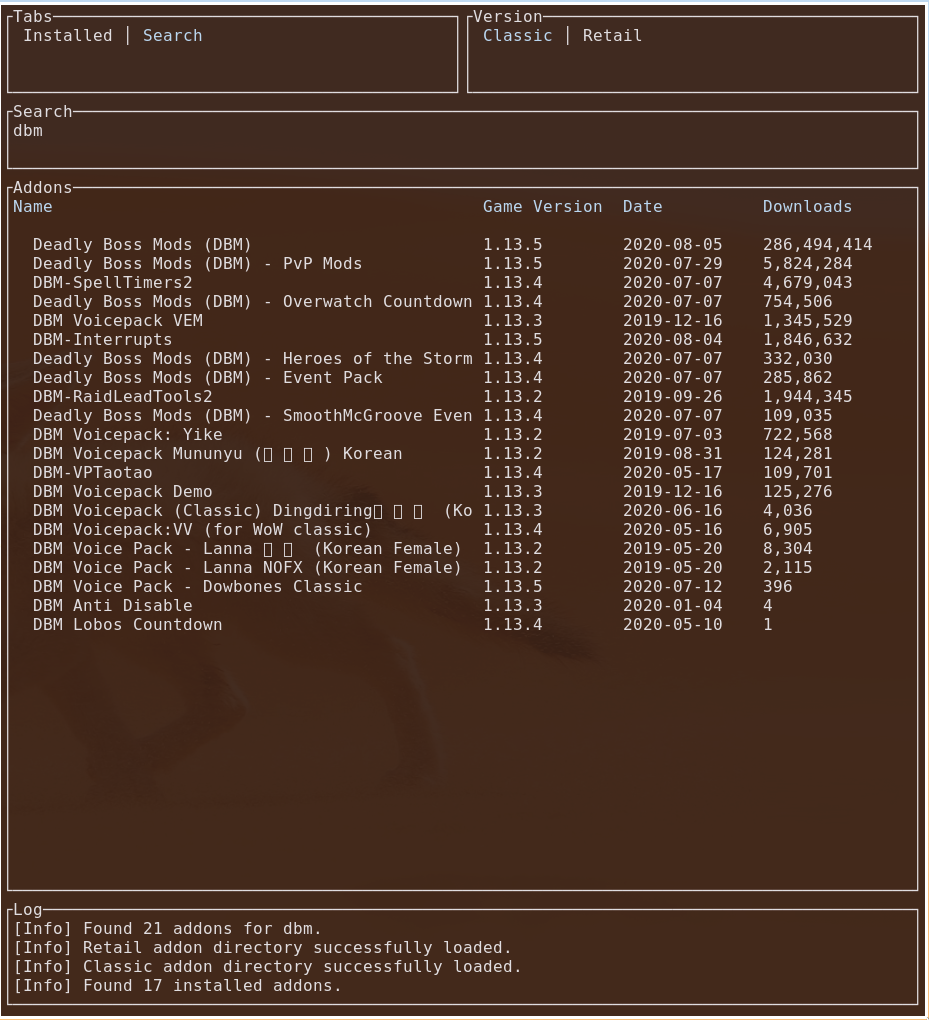 Tabs
Installed │ Search
Version
Classic │ Retail
Search
dbm
Addons
Name Game Version Date Downloads
Deadly Boss Mods (DBM) 1.13.5 2020-08-05 286,494,414
Deadly Boss Mods (DBM) - PvP Mods 1.13.5 2020-07-29 5,824,284
DBM-SpellTimers2 1.13.4 2020-07-07 4,679,043
Deadly Boss Mods (DBM) - Overwatch Countdown 1.13.4 2020-07-07 754,506
DBM Voicepack VEM 1.13.3 2019-12-16 1,345,529
DBM-Interrupts 1.13.5 2020-08-04 1,846,632
Deadly Boss Mods (DBM) - Heroes of the Storm 1.13.4 2020-07-07 332,030
Deadly Boss Mods (DBM) - Event Pack 1.13.4 2020-07-07 285,862
DBM-RaidLeadTools2 1.13.2 2019-09-26 1,944,345
Deadly Boss Mods (DBM) - SmoothMcGroove Even 1.13.4 2020-07-07 109,035
DBM Voicepack: Yike 1.13.2 2019-07-03 722,568
DBM Voicepack Mununyu (▯ ▯ ▯ ) Korean 1.13.2 2019-08-31 124,281
DBM-VPTaotao 1.13.4 2020-05-17 109,701
DBM Voicepack Demo 1.13.3 2019-12-16 125,276
DBM Voicepack (Classic) Dingdiring▯ ▯ ▯ (Ko 1.13.3 2020-06-16 4,036
DBM Voicepack:VV (for WoW classic) 1.13.4 2020-05-16 6,905
DBM Voice Pack - Lanna ▯ ▯ (Korean Female) 1.13.2 2019-05-20 8,304
DBM Voice Pack - Lanna NOFX (Korean Female) 1.13.2 2019-05-20 2,115
DBM Voice Pack - Dowbones Classic 1.13.5 2020-07-12 396
DBM Anti Disable 1.13.3 2020-01-04 4
DBM Lobos Countdown 1.13.4 2020-05-10 1
Log
[Info] Found 21 addons for dbm.
[Info] Retail addon directory successfully loaded.
[Info] Classic addon directory successfully loaded.
[Info] Found 17 installed addons.